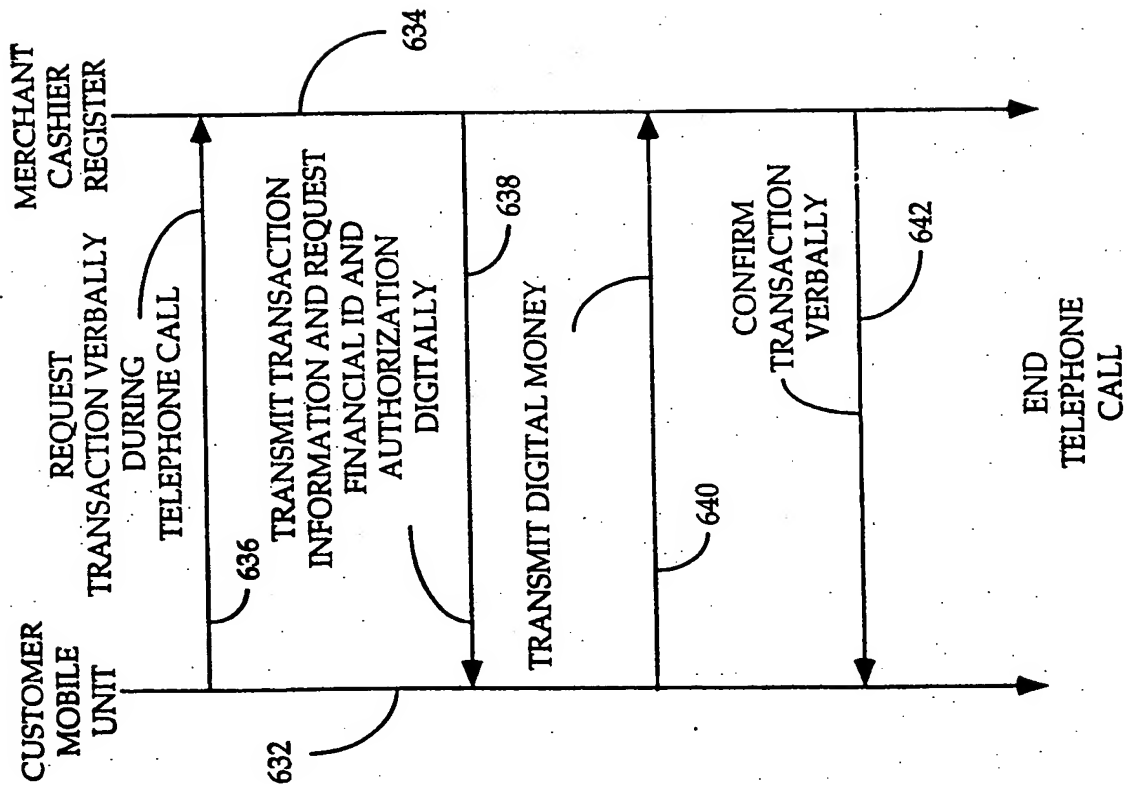 CUSTOMER
MOBILE
UNIT
MERCHANT
CASHIER
REGISTER
REQUEST
TRANSACTION VERBALLY
DURING
TELEPHONE CALL
636
634
TRANSMIT TRANSACTION
INFORMATION AND REQUEST
FINANCIAL ID AND
AUTHORIZATION
DIGITALLY
632
638
TRANSMIT DIGITAL MONEY
640
CONFIRM
TRANSACTION
VERBALLY
642
END
TELEPHONE
CALL